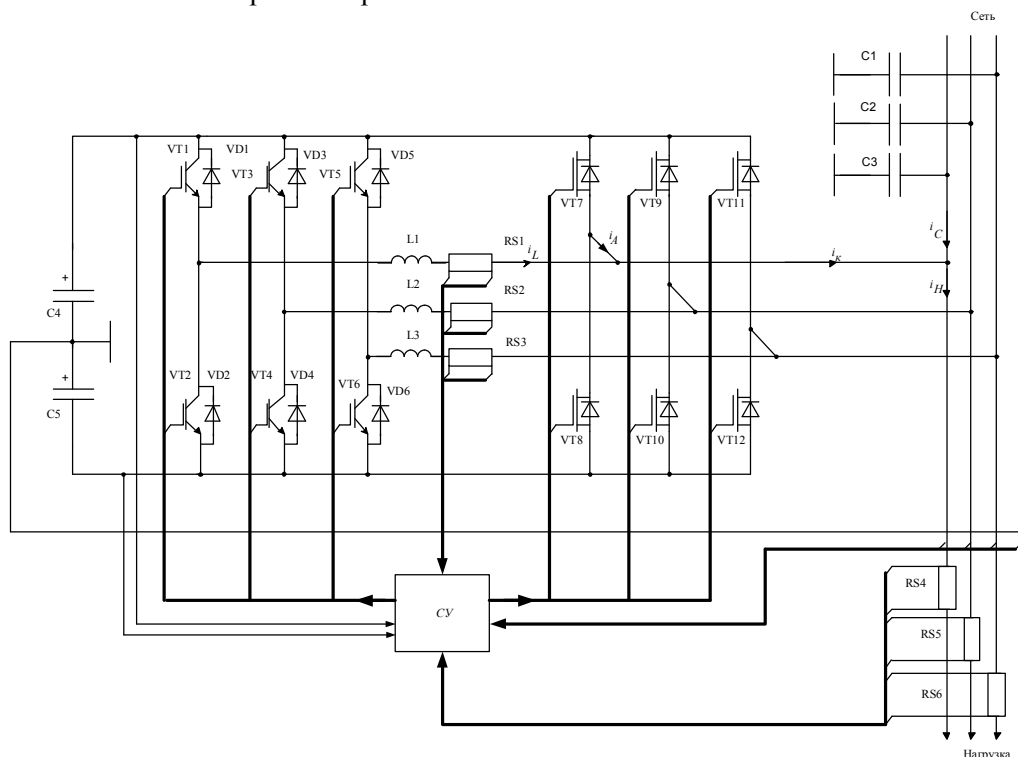 Сеть
C1
C2
C3
VT1
VD1
VD3
VT3
VT5
VD5
VT7
VT9
VT11
i_C
L1
RS1
i_L
i_A
i_к
i_H
L2
RS2
L3
RS3
+
C4
+
C5
VT2
VD2
VT4
VD4
VT6
VD6
VT8
VT10
VT12
СУ
RS4
RS5
RS6
Нагрузка